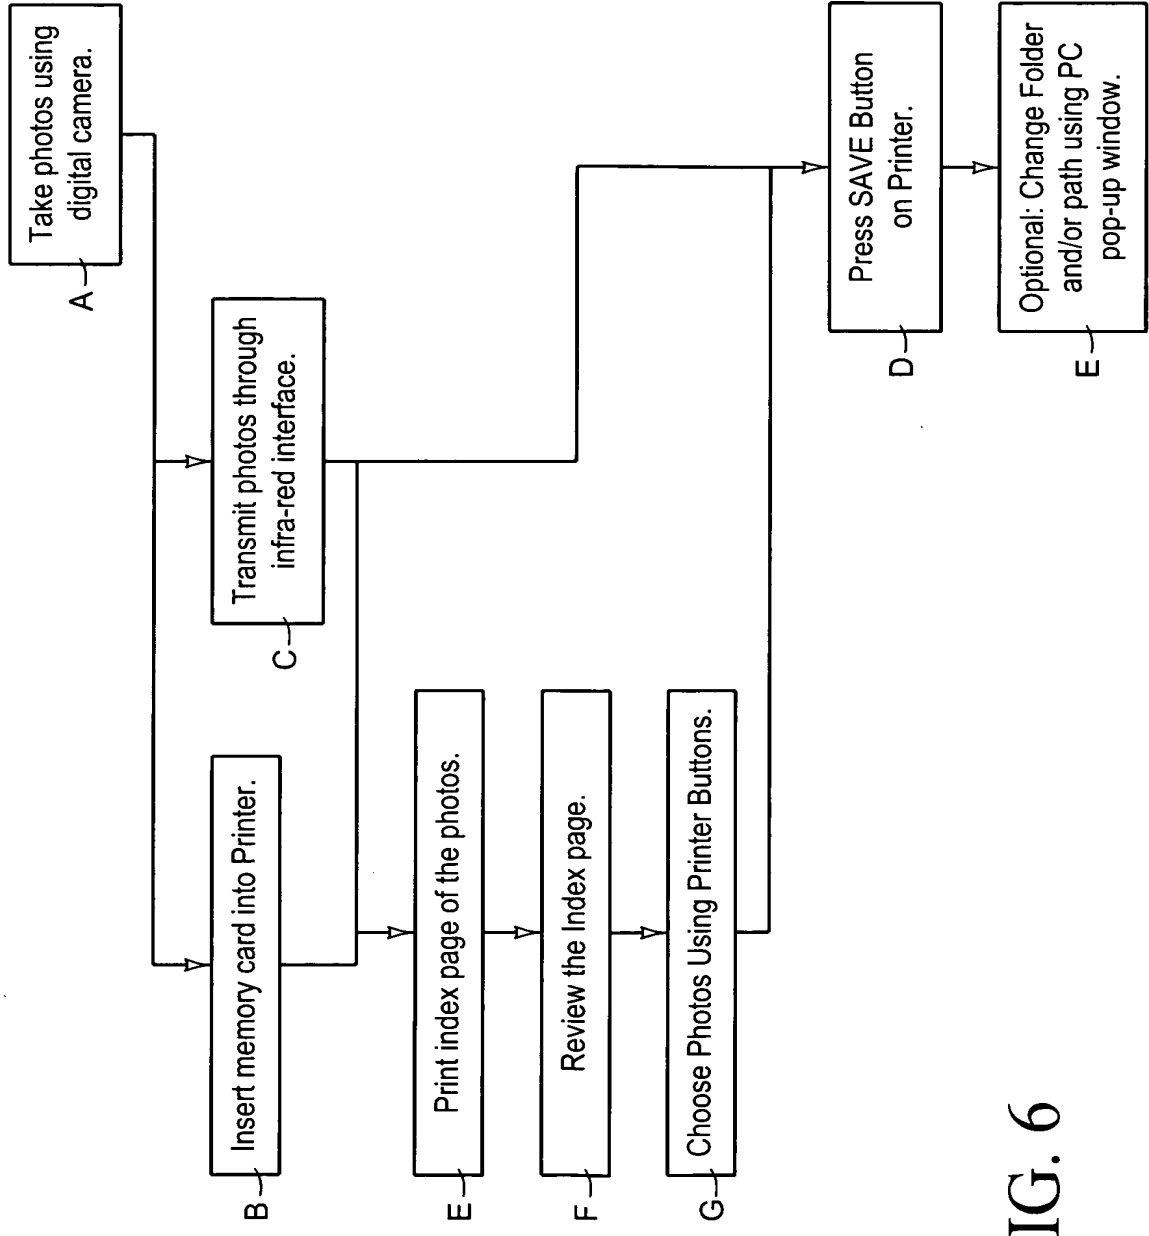 Take photos using
digital camera.
A
Insert memory card into Printer.
B
Transmit photos through
infra-red interface.
C
Print index page of the photos.
E
Review the Index page.
F
Choose Photos Using Printer Buttons.
G
Press SAVE Button
on Printer.
D
Optional: Change Folder
and/or path using PC
pop-up window.
E
IG. 6